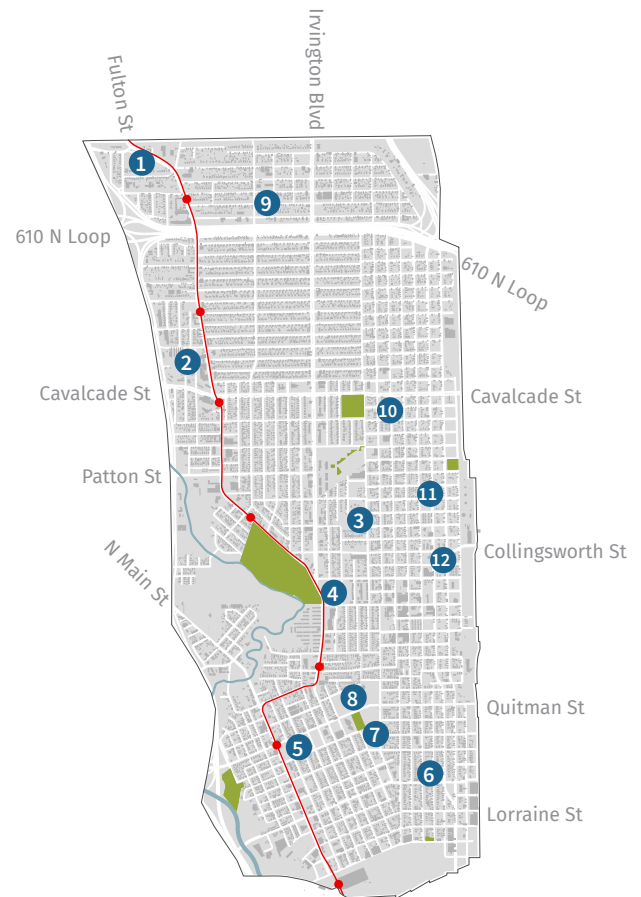 Fulton St
Irvington Blvd
1
9
610 N Loop
610 N Loop
2
Cavalcade St
Cavalcade St
10
Patton St
11
3
Collingsworth St
12
N Main St
4
8
Quitman St
7
5
6
Lorraine St